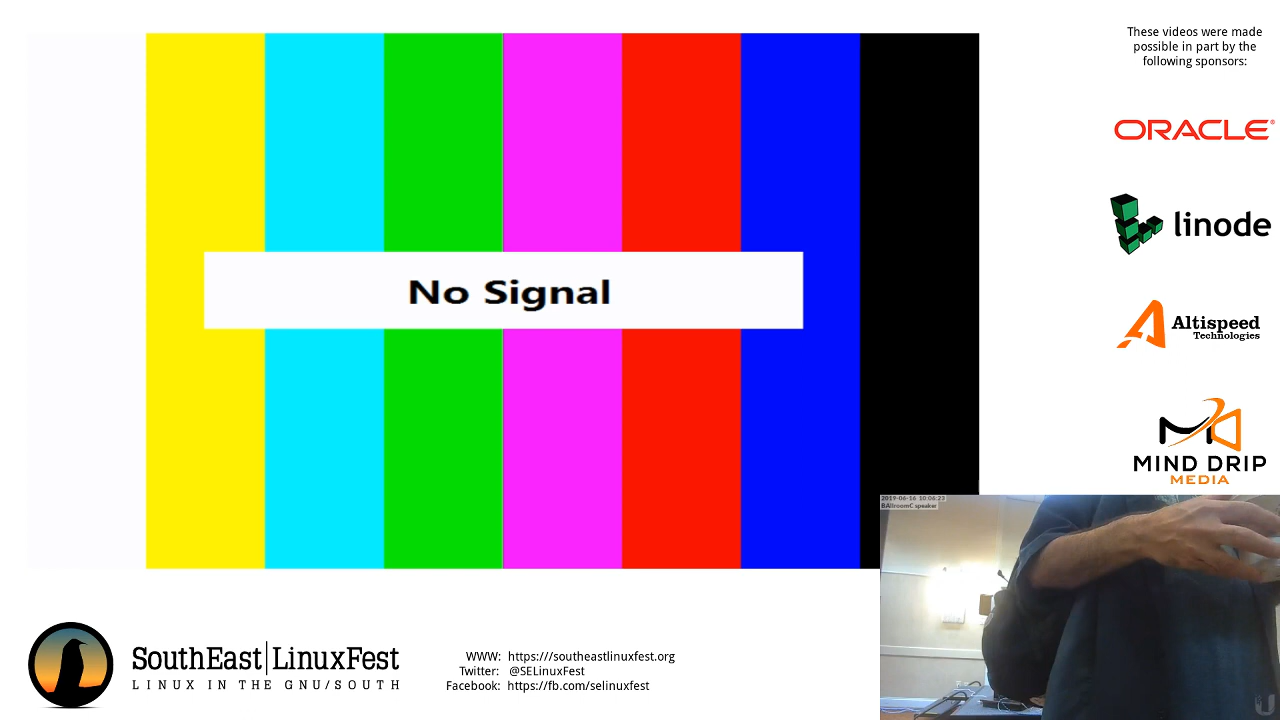 These videos were made
possible in part by the
following sponsors:
ORACLE®
linode
Altispeed
Technologies
MIND DRIP
MEDIA
No Signal
2019-06-16 10:06:23
BAllroomC speaker
SouthEast|LinuxFest
LINUX IN THE GNU/SOUTH
WWW: https://southeastlinuxfest.org
Twitter: @SELinuxFest
Facebook: https://fb.com/selinuxfest